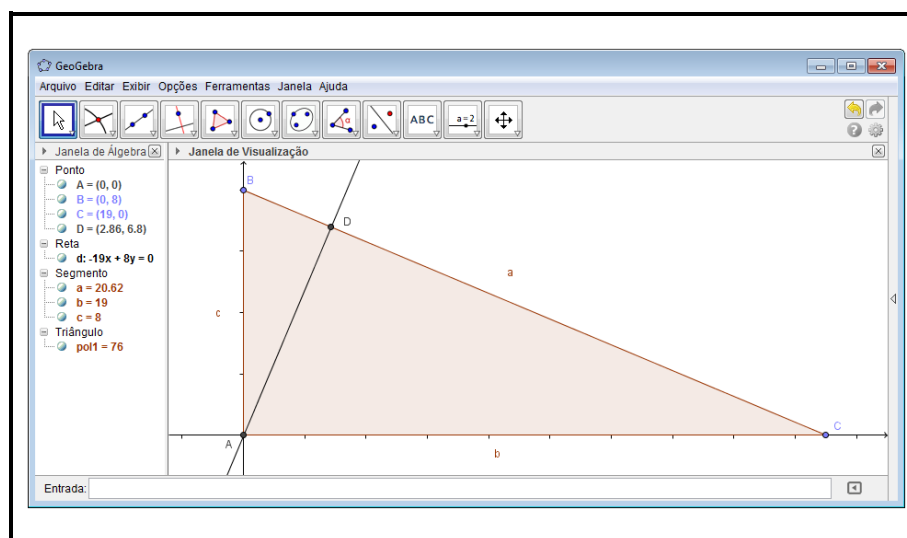 GeoGebra
Arquivo Editar Exibir Opções Ferramentas Janela Ajuda
ABC
a=2
α
Janela de Álgebra
Janela de Visualização
Ponto
A = (0, 0)
B = (0, 8)
C = (19, 0)
D = (2.86, 6.8)
Reta
d: -19x + 8y = 0
Segmento
a = 20.62
b = 19
c = 8
Triângulo
pol1 = 76
B
D
a
c
A
C
b
Entrada: